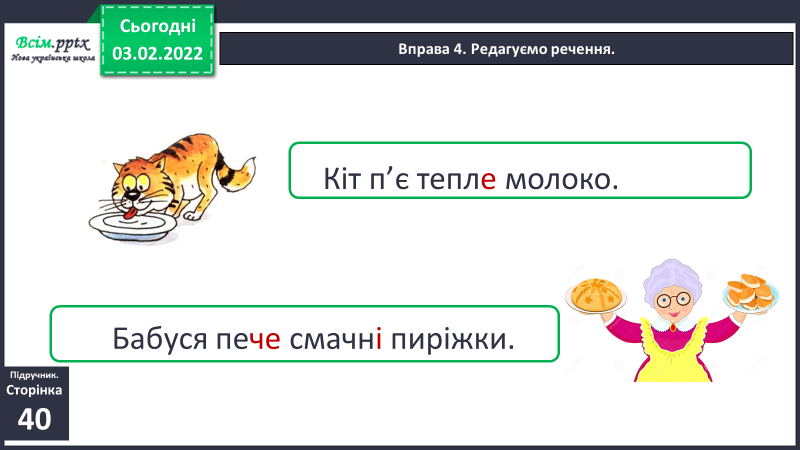 Сьогодні
03.02.2022
Всім.pptx
Нова українська школа
Вправа 4. Редагуємо речення.
Кіт п’є тепле молоко.
Бабуся пече смачні пиріжки.
Підручник.
Сторінка
40